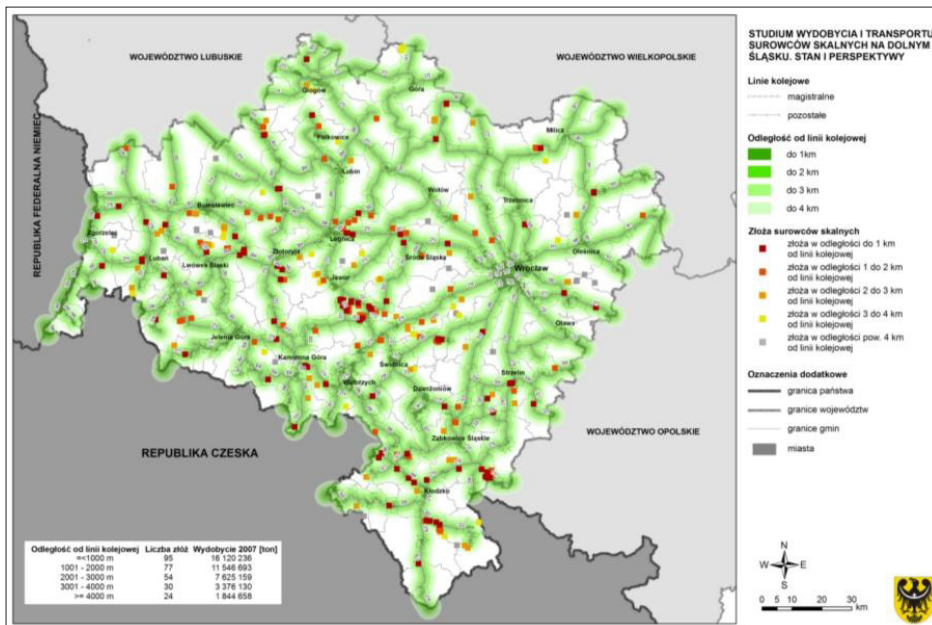 WOJEWÓDZTWO LUBUSKIE
WOJEWÓDZTWO WIELKOPOLSKIE
REPUBLIKA FEDERALNA NIEMIEC
Głogów
Góra
Polkowice
Milicz
Lubin
Wołów
Trzebnica
Bolesławiec
Zgorzelec
Legnica
Oleśnica
Złotoryja
Środa Śląska
Lubań
Lwówek Śląski
Wrocław
Jawor
Oława
Jelenia Góra
Kamienna Góra
Świdnica
Strzelin
Wałbrzych
Dzierżoniów
Ząbkowice Śląskie
WOJEWÓDZTWO OPOLSKIE
REPUBLIKA CZESKA
Kłodzko
Odległość od linii kolejowej Liczba złóż Wydobycie 2007 [ton]
=<1000 m 95 16 120 236
1001 - 2000 m 77 11 546 693
2001 - 3000 m 54 7 625 159
3001 - 4000 m 30 3 376 130
>= 4000 m 24 1 844 658
STUDIUM WYDOBYCIA I TRANSPORTU
SUROWCÓW SKALNYCH NA DOLNYM
ŚLĄSKU. STAN I PERSPEKTYWY
Linie kolejowe
magistralne
pozostałe
Odległość od linii kolejowej
do 1km
do 2 km
do 3 km
do 4 km
Złoża surowców skalnych
złoża w odległości do 1 km
od linii kolejowej
złoża w odległości 1 do 2 km
od linii kolejowej
złoża w odległości 2 do 3 km
od linii kolejowej
złoża w odległości 3 do 4 km
od linii kolejowej
złoża w odległości pow. 4 km
od linii kolejowej
Oznaczenia dodatkowe
granica państwa
granice województw
granice gmin
miasta
N
W E
S
0 5 10 20 30
km